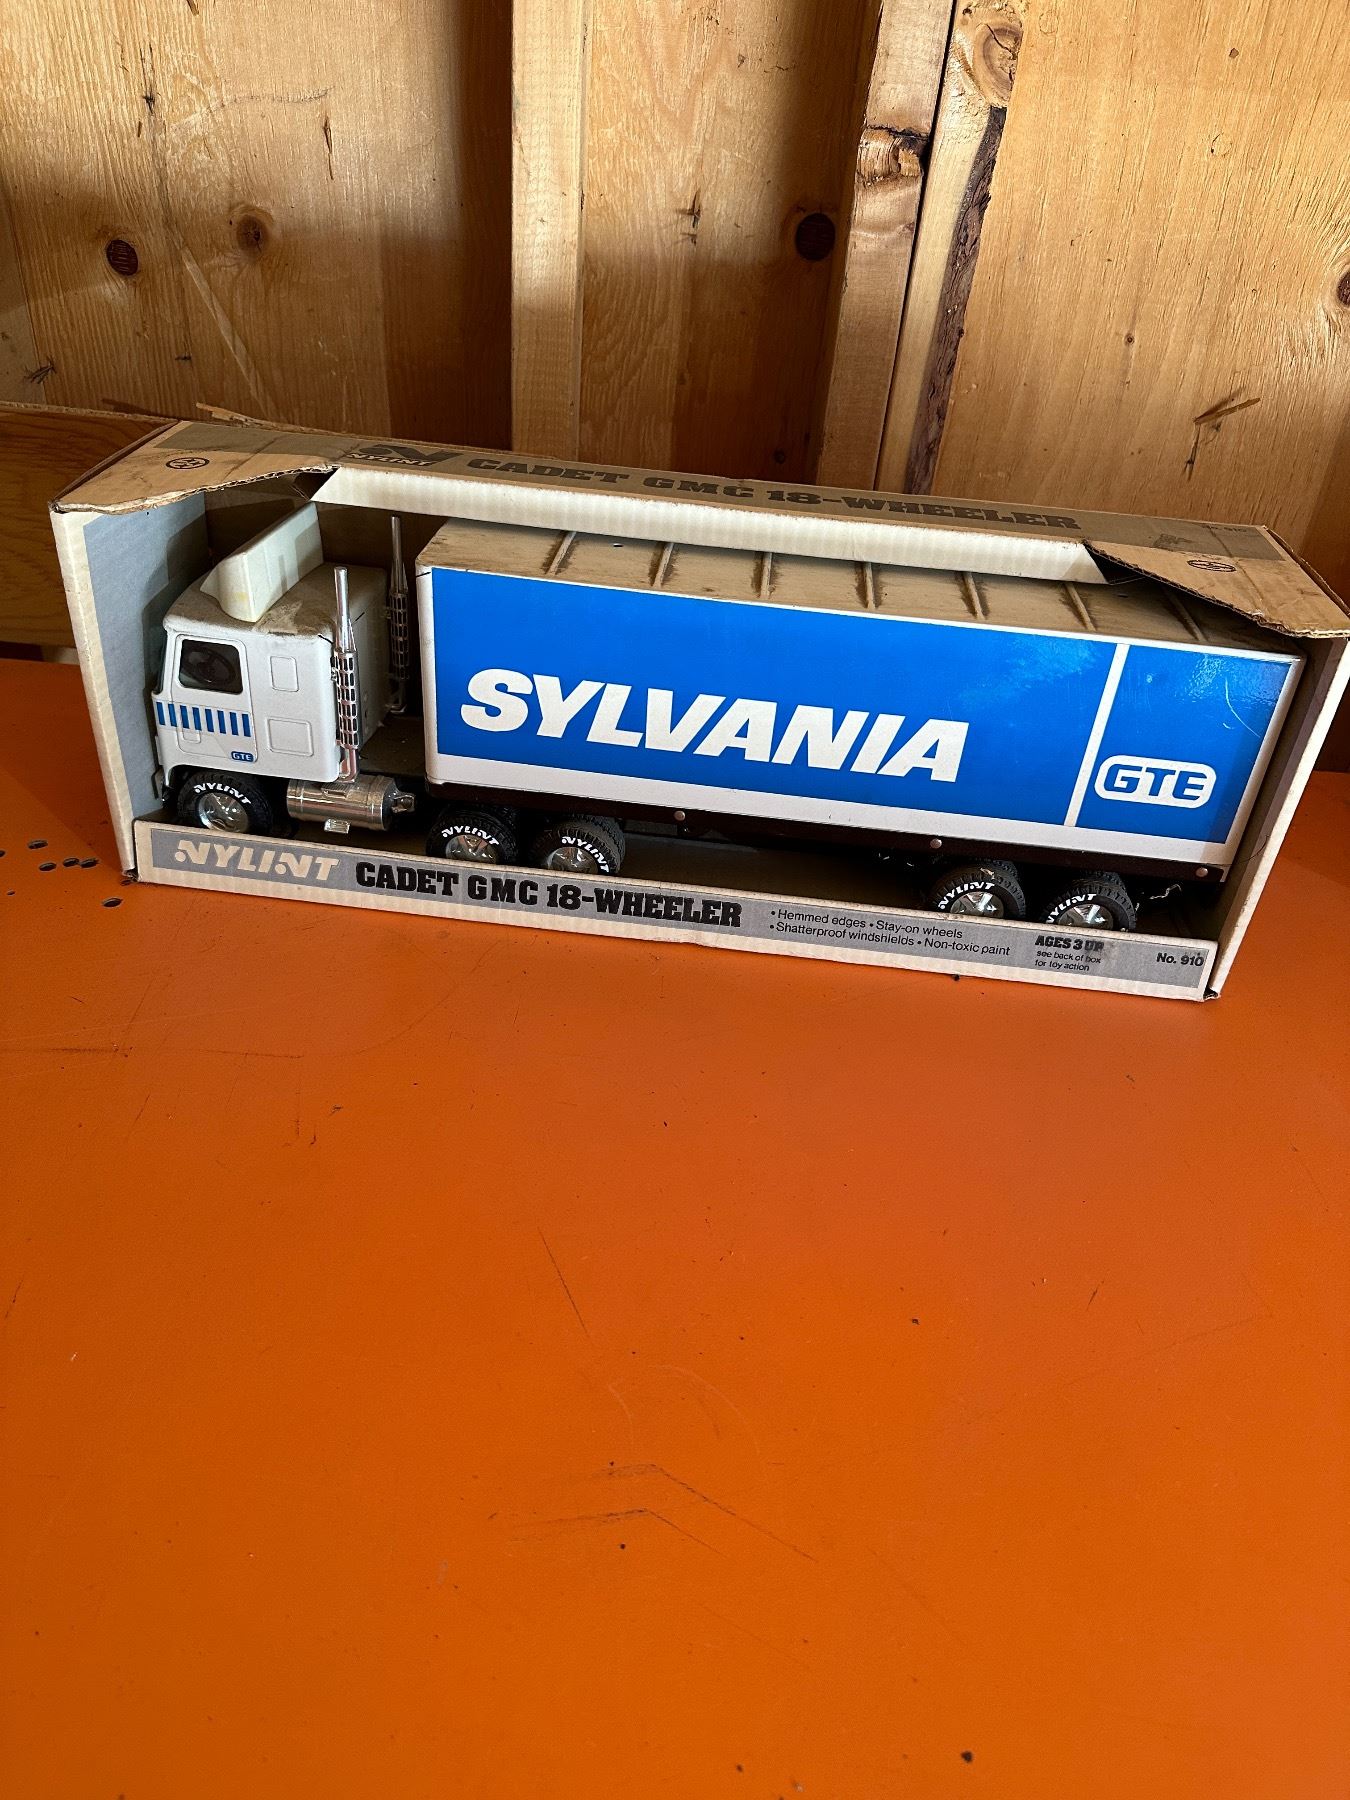 NYLINT CADET GMC 18-WHEELER
SYLVANIA
GTE
GTE
NYLINT
NYLINT
NYLINT
NYLINT
NYLINT
NYLINT CADET GMC 18-WHEELER
• Hemmed edges • Stay-on wheels
• Shatterproof windshields • Non-toxic paint
AGES 3 UP
see back of box
for toy action
No. 910